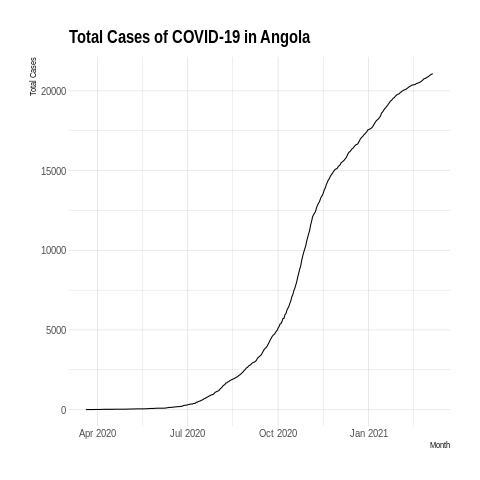 Total Cases of COVID-19 in Angola
Total Cases
20000
15000
10000
5000
0
Apr 2020 Jul 2020 Oct 2020 Jan 2021
Month